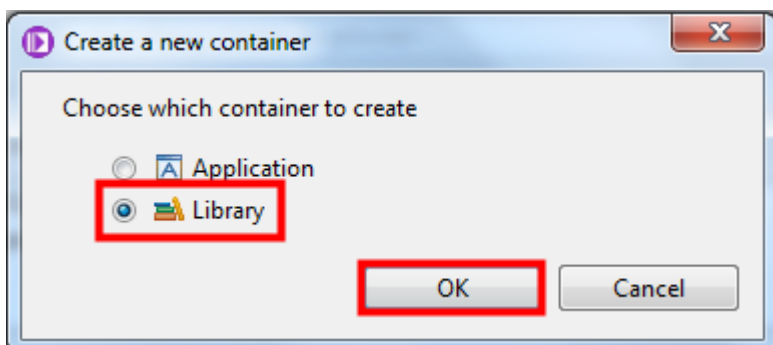 Create a new container
Choose which container to create
Application
Library
OK
Cancel